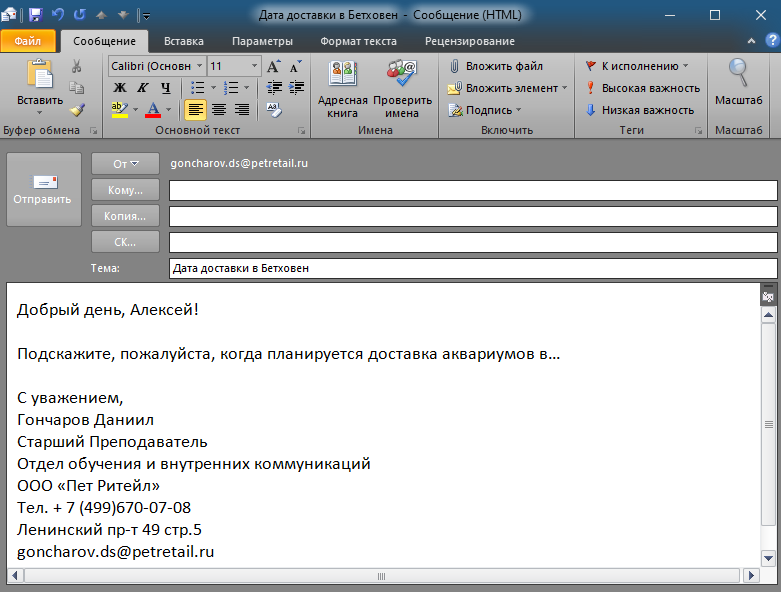 Дата доставки в Бетховен - Сообщение (HTML)
Файл Сообщение Вставка Параметры Формат текста Рецензирование
Calibri (Основн 11
Вставить
Ж К Ч
Адресная книга
Проверить имена
Вложить файл
Вложить элемент
Подпись
К исполнению
Высокая важность
Низкая важность
Масштаб
Буфер обмена Основной текст Имена Включить Теги Масштаб
Отправить
От goncharov.ds@petretail.ru
Кому...
Копия...
СК...
Тема: Дата доставки в Бетховен
Добрый день, Алексей!
Подскажите, пожалуйста, когда планируется доставка аквариумов в...
С уважением,
Гончаров Даниил
Старший Преподаватель
Отдел обучения и внутренних коммуникаций
ООО «Пет Ритейл»
Тел. + 7 (499)670-07-08
Ленинский пр-т 49 стр.5
goncharov.ds@petretail.ru